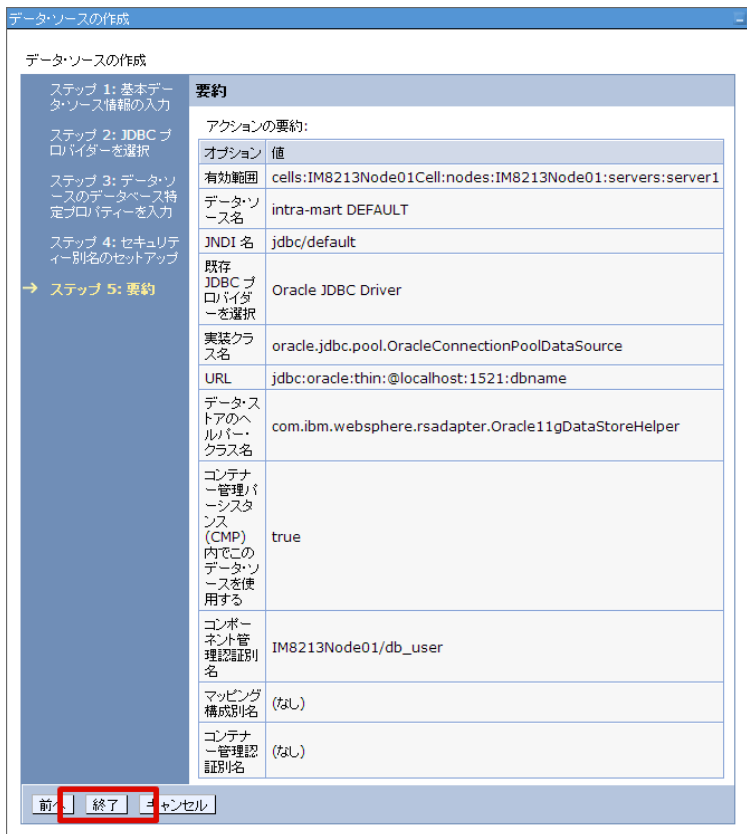 データ・ソースの作成
データ・ソースの作成
ステップ 1: 基本デー
タ・ソース情報の入力
ステップ 2: JDBC プ
ロバイダーを選択
ステップ 3: データ・ソ
ースのデータベース特
定プロパティーを入力
ステップ 4: セキュリテ
ィー別名のセットアップ
→ ステップ 5: 要約
要約
アクションの要約:
オプション 値
有効範囲 cells:IM8213Node01Cell:nodes:IM8213Node01:servers:server1
データ・ソ
ース名
intra-mart DEFAULT
JNDI 名 jdbc/default
既存
JDBC プ
ロバイダ
ーを選択
Oracle JDBC Driver
実装クラ
ス名
oracle.jdbc.pool.OracleConnectionPoolDataSource
URL jdbc:oracle:thin:@localhost:1521:dbname
データ・ス
トアのヘ
ルパー・
クラス名
com.ibm.websphere.rsadapter.Oracle11gDataStoreHelper
コンテナ
ー管理パ
ーシスタ
ンス
(CMP)
内でこの
データ・ソ
ースを使
用する
true
コンポー
ネント管
理認証別
名
IM8213Node01/db_user
マッピング
構成別名
(なし)
コンテナ
ー管理認
証別名
(なし)
前へ 終了 キャンセル